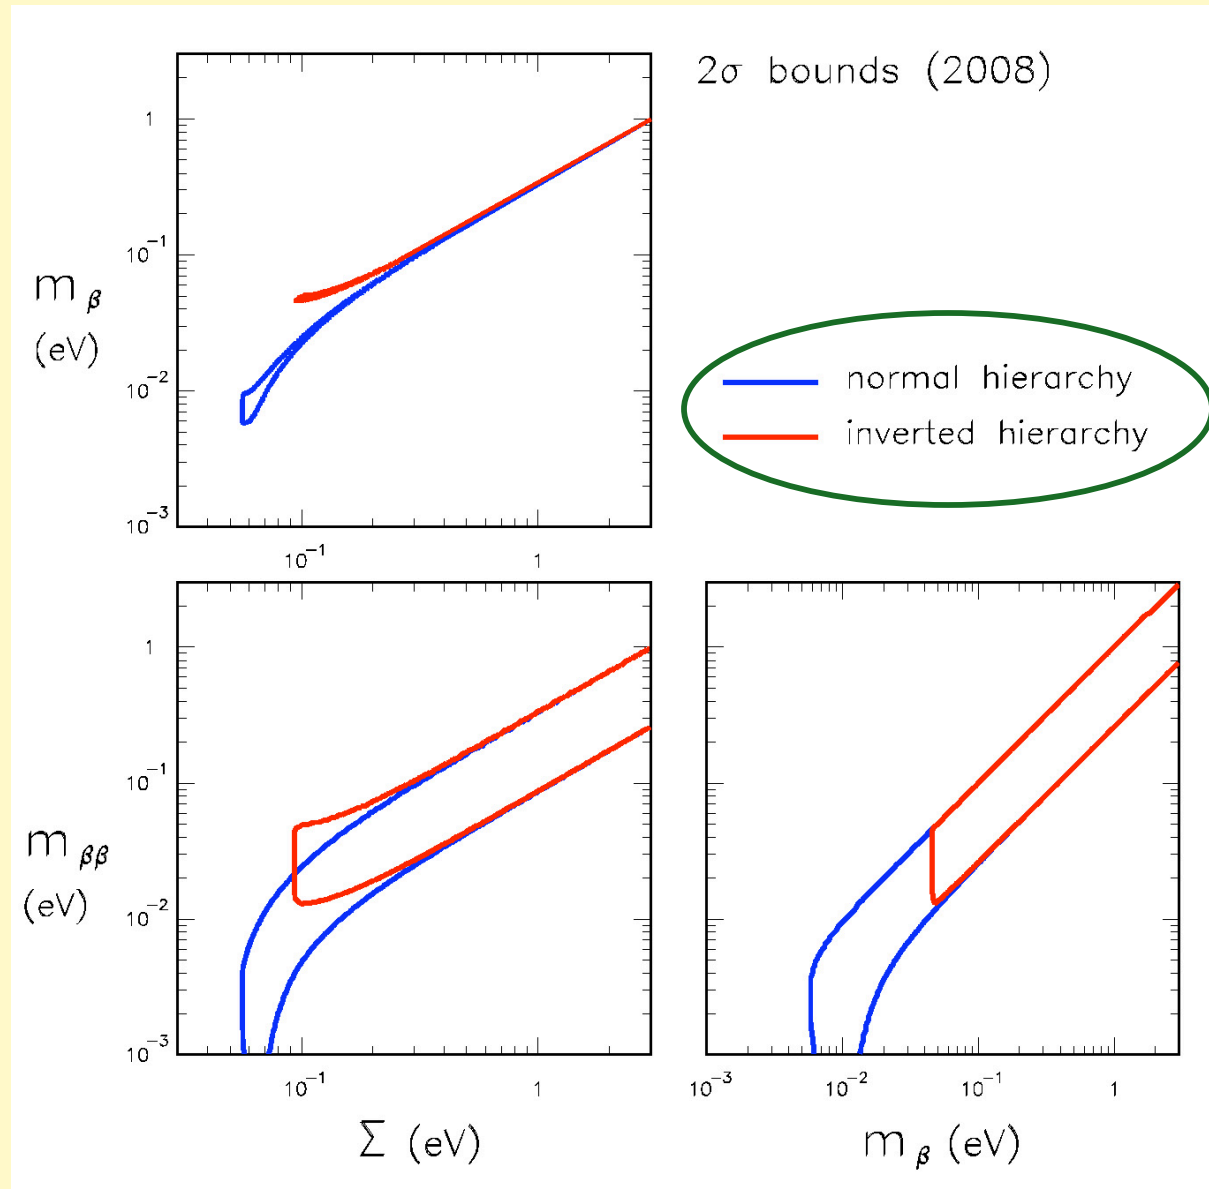 2σ bounds (2008)
1
10⁻¹
10⁻²
10⁻³
m β
(eV)
10⁻¹ 1
normal hierarchy
inverted hierarchy
1
10⁻¹
10⁻²
10⁻³
m ββ
(eV)
10⁻¹ 1
Σ (eV)
10⁻³ 10⁻² 10⁻¹ 1
m β (eV)